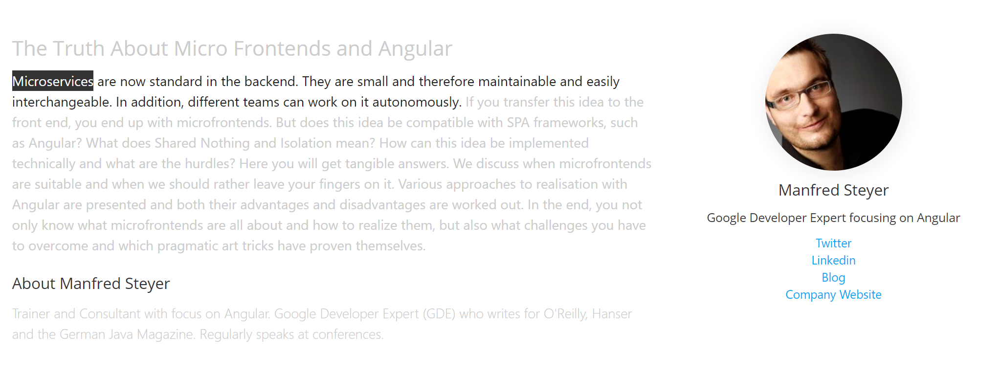 The Truth About Micro Frontends and Angular
Microservices are now standard in the backend. They are small and therefore maintainable and easily
interchangeable. In addition, different teams can work on it autonomously. If you transfer this idea to the
front end, you end up with microfrontends. But does this idea be compatible with SPA frameworks, such
as Angular? What does Shared Nothing and Isolation mean? How can this idea be implemented
technically and what are the hurdles? Here you will get tangible answers. We discuss when microfrontends
are suitable and when we should rather leave your fingers on it. Various approaches to realisation with
Angular are presented and both their advantages and disadvantages are worked out. In the end, you not
only know what microfrontends are all about and how to realize them, but also what challenges you have
to overcome and which pragmatic art tricks have proven themselves.
About Manfred Steyer
Trainer and Consultant with focus on Angular. Google Developer Expert (GDE) who writes for O'Reilly, Hanser
and the German Java Magazine. Regularly speaks at conferences.
Manfred Steyer
Google Developer Expert focusing on Angular
Twitter
Linkedin
Blog
Company Website